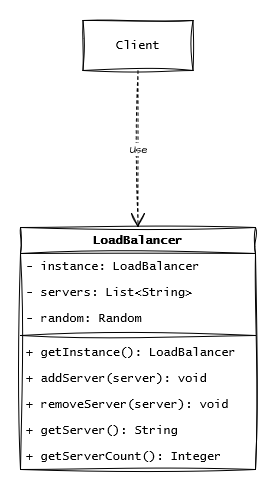 Client
Use
LoadBalancer
- instance: LoadBalancer
- servers: List<String>
- random: Random
+ getInstance(): LoadBalancer
+ addServer(server): void
+ removeServer(server): void
+ getServer(): String
+ getServerCount(): Integer